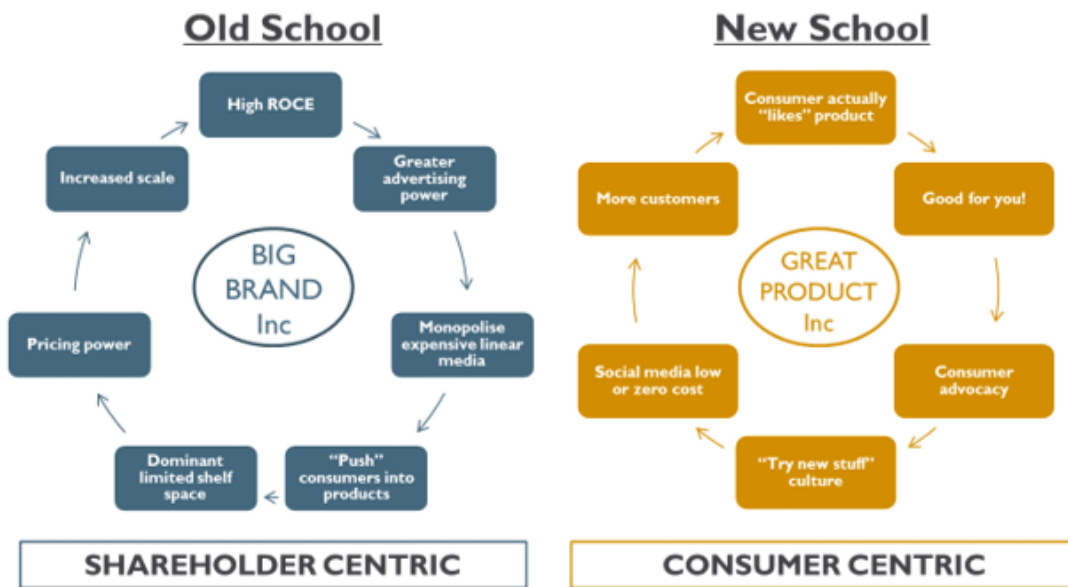 Old School
High ROCE
Greater
advertising
power
Monopolise
expensive linear
media
“Push”
consumers into
products
Dominant
limited shelf
space
Pricing power
Increased scale
BIG
BRAND
Inc
SHAREHOLDER CENTRIC
New School
Consumer actually
“likes” product
Good for you!
Consumer
advocacy
“Try new stuff”
culture
Social media low
or zero cost
More customers
GREAT
PRODUCT
Inc
CONSUMER CENTRIC